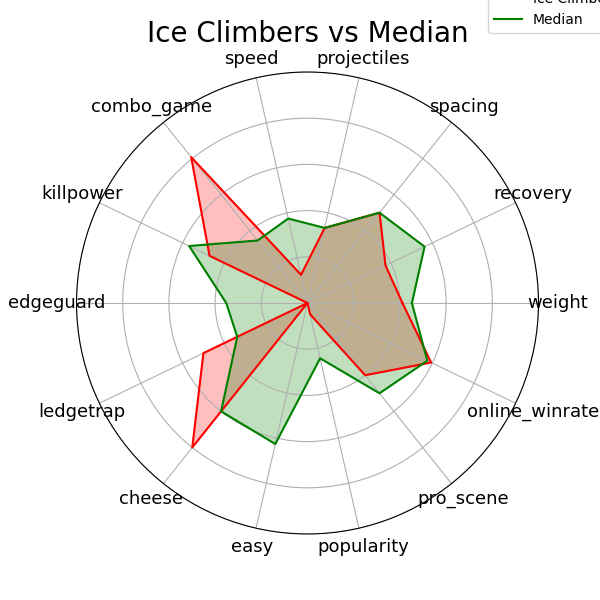 Ice Climbers vs Median
Median
speed
projectiles
combo_game
spacing
killpower
recovery
edgeguard
weight
ledgetrap
online_winrate
cheese
pro_scene
easy
popularity